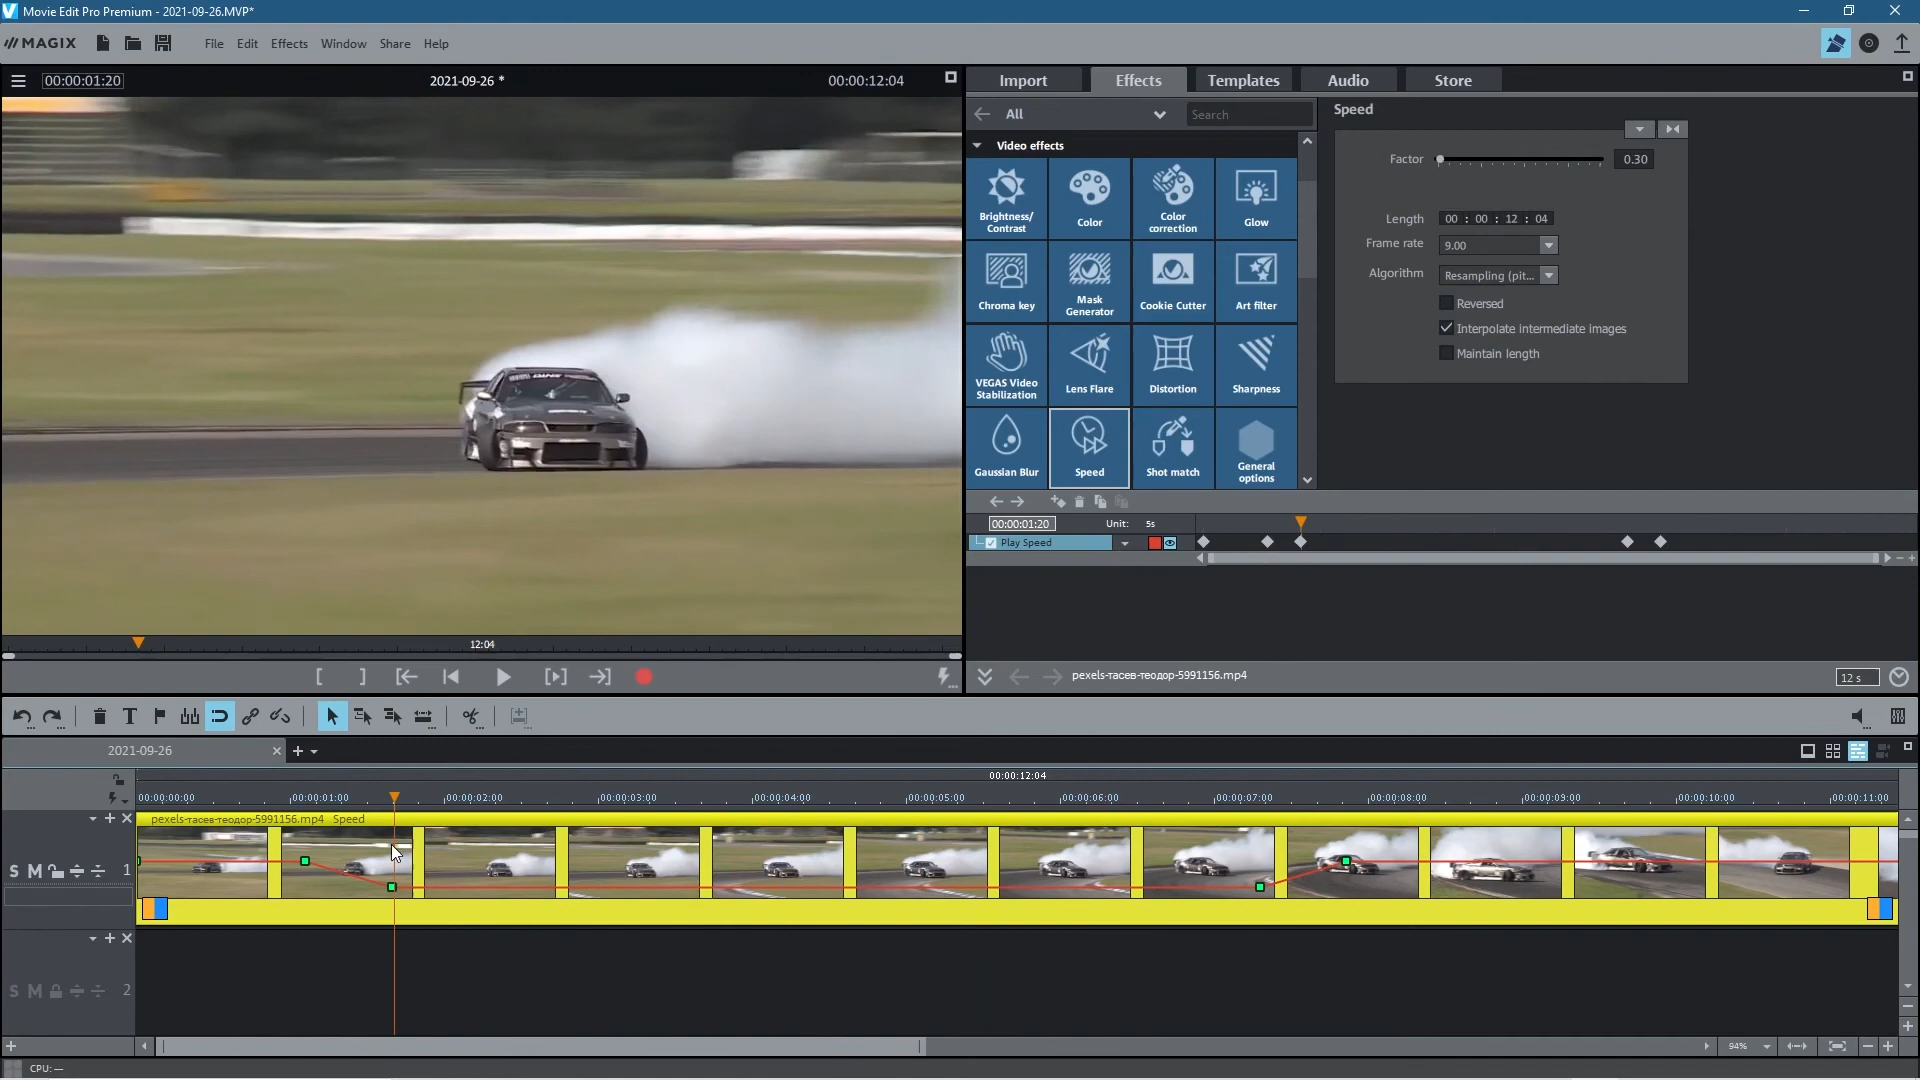 Movie Edit Pro Premium - 2021-09-26.MVP*
MAGIX File Edit Effects Window Share Help
00:00:01:20 2021-09-26 * 00:00:12:04
Import Effects Templates Audio Store
All Search
Video effects
Brightness/
Contrast
Color
Color
correction
Glow
Chroma key
Mask
Generator
Cookie Cutter
Art filter
VEGAS Video
Stabilization
Lens Flare
Distortion
Sharpness
Gaussian Blur
Speed
Shot match
General
options
Speed
Factor 0.30
Length 00 : 00 : 12 : 04
Frame rate 9.00
Algorithm Resampling (pit...
Reversed
Interpolate intermediate images
Maintain length
00:00:01:20 Unit: 5s
Play Speed
12:04
pexels-тасев-теодор-5991156.mp4 12 s
2021-09-26
00:00:12:04
00:00:00:00 00:00:01:00 00:00:02:00 00:00:03:00 00:00:04:00 00:00:05:00 00:00:06:00 00:00:07:00 00:00:08:00 00:00:09:00 00:00:10:00 00:00:11:00
pexels-тасев-теодор-5991156.mp4 Speed
S M 1
S M 2
94%
CPU: —